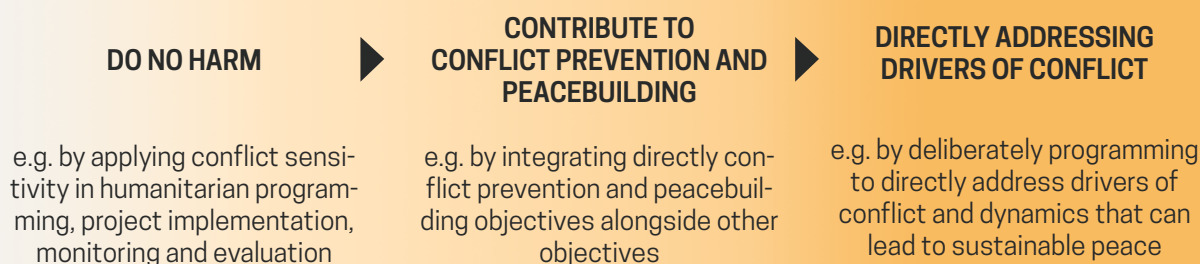 DO NO HARM
e.g. by applying conflict sensi-
tivity in humanitarian program-
ming, project implementation,
monitoring and evaluation
CONTRIBUTE TO
CONFLICT PREVENTION AND
PEACEBUILDING
e.g. by integrating directly con-
flict prevention and peacebuil-
ding objectives alongside other
objectives
DIRECTLY ADDRESSING
DRIVERS OF CONFLICT
e.g. by deliberately programming
to directly address drivers of
conflict and dynamics that can
lead to sustainable peace